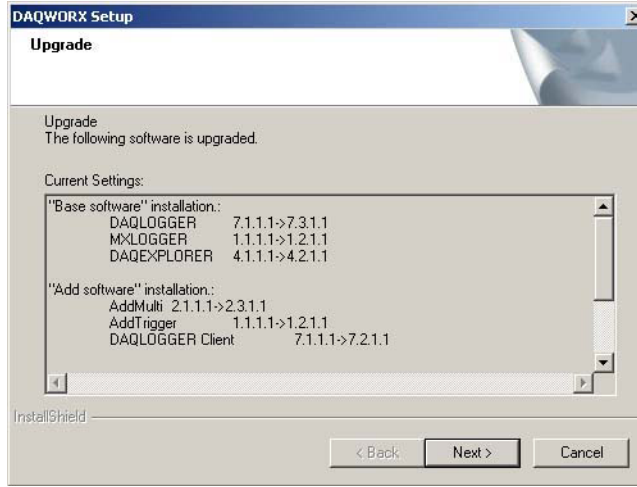 DAQWORX Setup
Upgrade
Upgrade
The following software is upgraded.
Current Settings:
"Base software" installation.:
DAQLOGGER 7.1.1.1->7.3.1.1
MXLOGGER 1.1.1.1->1.2.1.1
DAQEXPLORER 4.1.1.1->4.2.1.1
"Add software" installation.:
AddMulti 2.1.1.1->2.3.1.1
AddTrigger 1.1.1.1->1.2.1.1
DAQLOGGER Client 7.1.1.1->7.2.1.1
InstallShield
< Back Next > Cancel